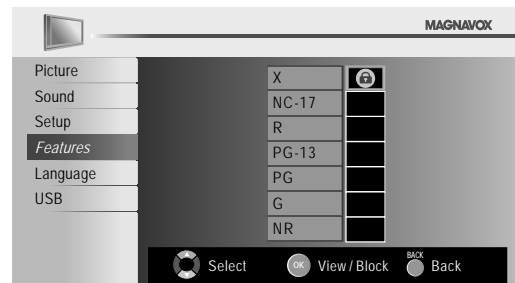 MAGNAVOX
Picture
Sound
Setup
Features
Language
USB
X
NC-17
R
PG-13
PG
G
NR
Select
OK
View / Block
BACK
Back